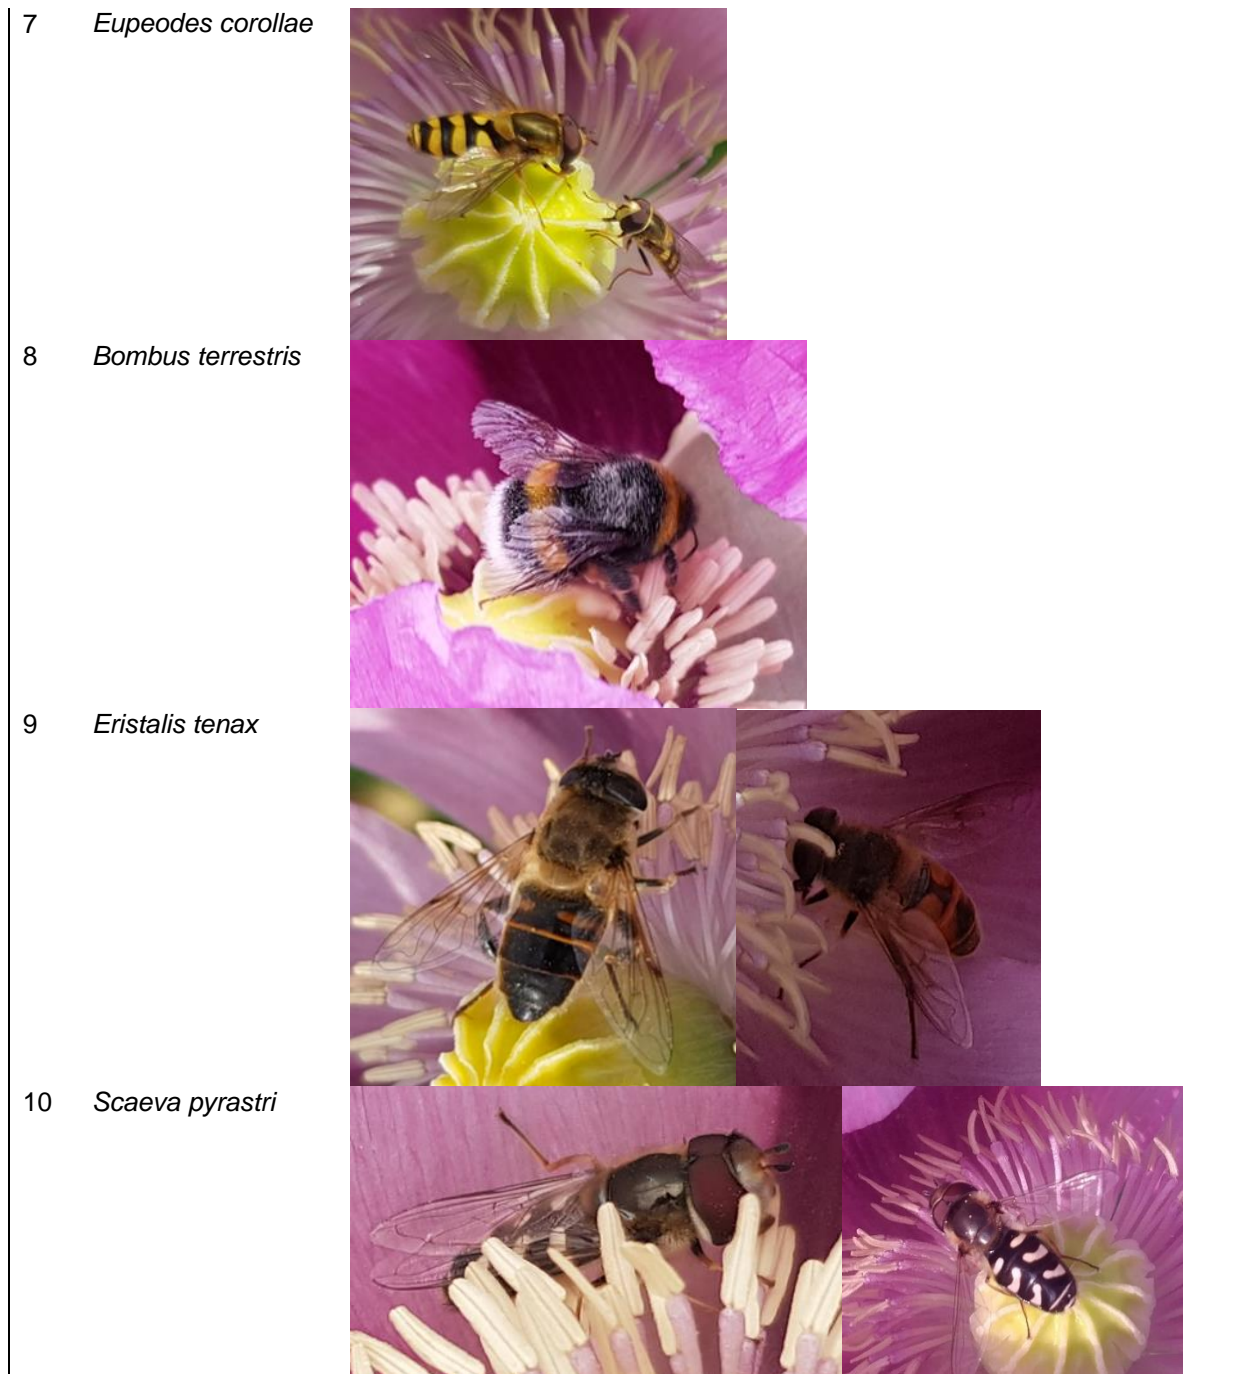 7 Eupeodes corollae
8 Bombus terrestris
9 Eristalis tenax
10 Scaeva pyrastri